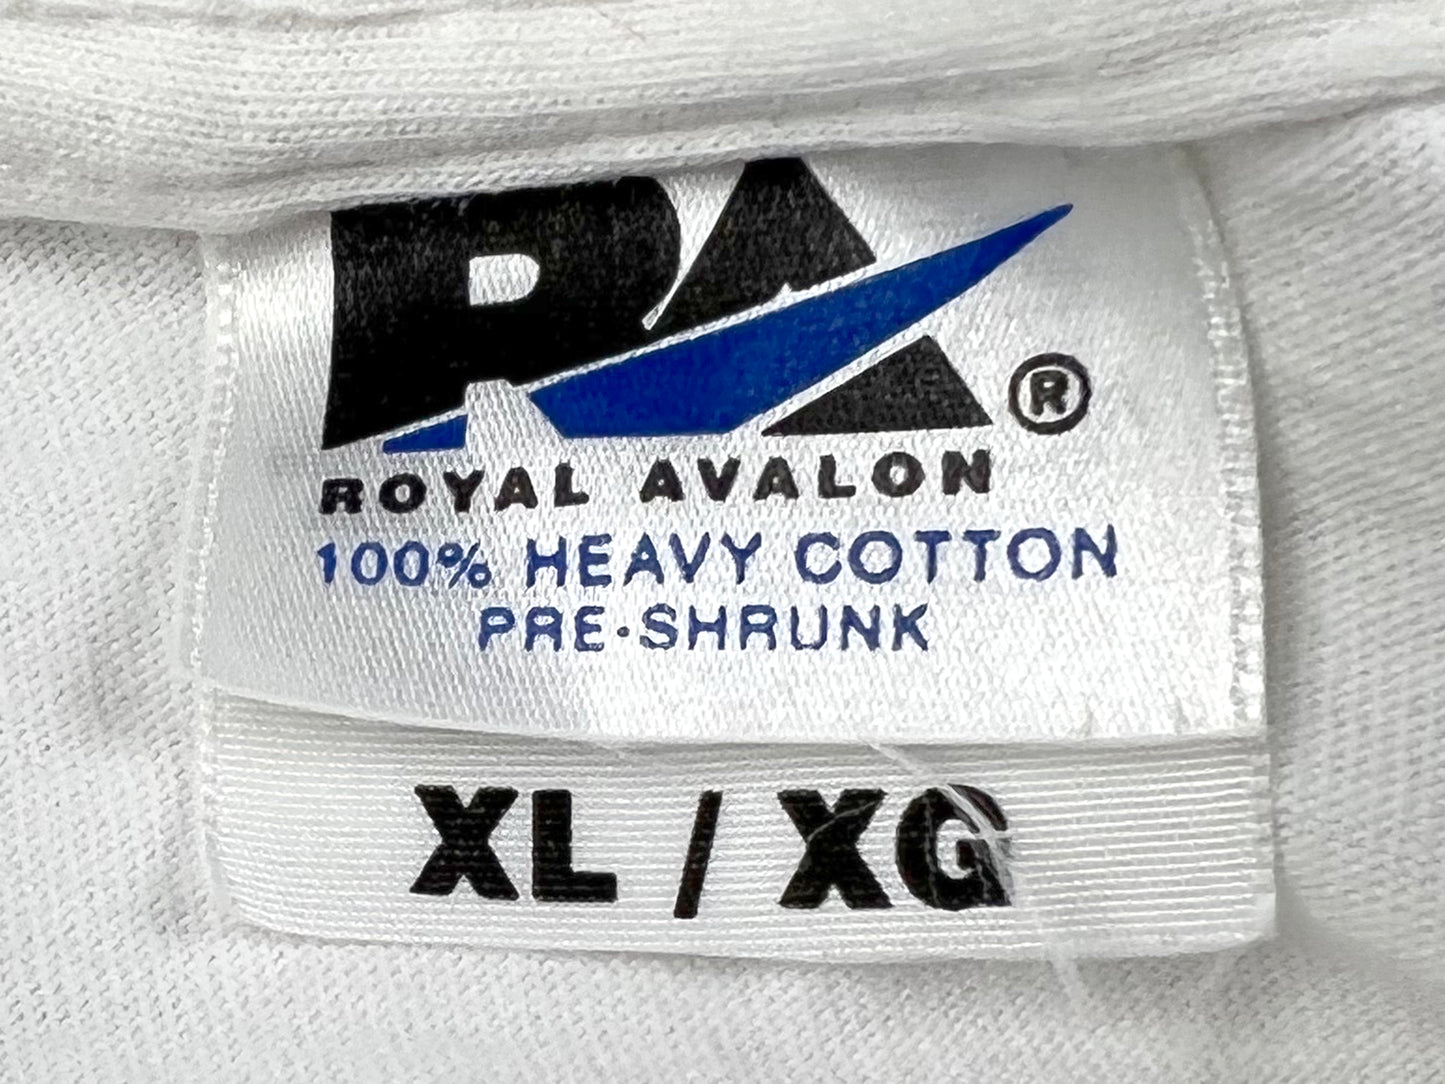 RA®
ROYAL AVALON
100% HEAVY COTTON
PRE-SHRUNK
XL / XG